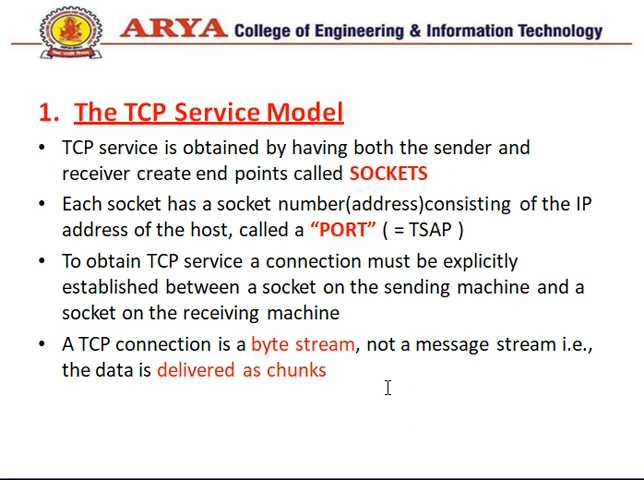 ARYA College of Engineering & Information Technology
1. The TCP Service Model
• TCP service is obtained by having both the sender and
receiver create end points called SOCKETS
• Each socket has a socket number(address)consisting of the IP
address of the host, called a “PORT” ( = TSAP )
• To obtain TCP service a connection must be explicitly
established between a socket on the sending machine and a
socket on the receiving machine
• A TCP connection is a byte stream, not a message stream i.e.,
the data is delivered as chunks